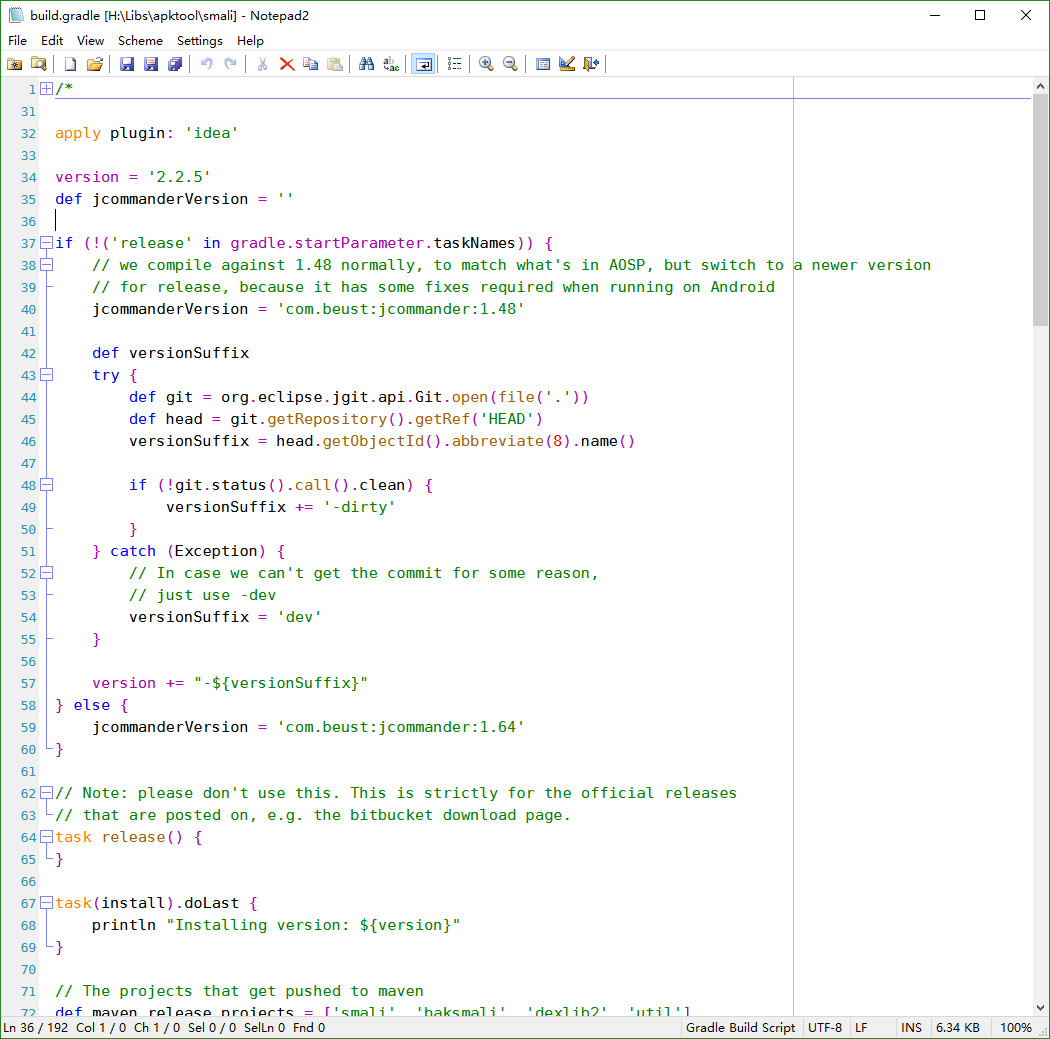 build.gradle [H:\Libs\apktool\smali] - Notepad2
File Edit View Scheme Settings Help
1 /*
31
32 apply plugin: 'idea'
33
34 version = '2.2.5'
35 def jcommanderVersion = ''
36
37 if (!('release' in gradle.startParameter.taskNames)) {
38     // we compile against 1.48 normally, to match what's in AOSP, but switch to a newer version
39     // for release, because it has some fixes required when running on Android
40     jcommanderVersion = 'com.beust:jcommander:1.48'
41
42     def versionSuffix
43     try {
44         def git = org.eclipse.jgit.api.Git.open(file('.'))
45         def head = git.getRepository().getRef('HEAD')
46         versionSuffix = head.getObjectId().abbreviate(8).name()
47
48         if (!git.status().call().clean) {
49             versionSuffix += '-dirty'
50         }
51     } catch (Exception) {
52         // In case we can't get the commit for some reason,
53         // just use -dev
54         versionSuffix = 'dev'
55     }
56
57     version += "-${versionSuffix}"
58 } else {
59     jcommanderVersion = 'com.beust:jcommander:1.64'
60 }
61
62 // Note: please don't use this. This is strictly for the official releases
63 // that are posted on, e.g. the bitbucket download page.
64 task release() {
65 }
66
67 task(install).doLast {
68     println "Installing version: ${version}"
69 }
70
71 // The projects that get pushed to maven
72 def maven_release_projects = ['smali', 'baksmali', 'dexlib2', 'util']
Ln 36 / 192 Col 1 / 0 Ch 1 / 0 Sel 0 / 0 SelLn 0 Fnd 0 Gradle Build Script UTF-8 LF INS 6.34 KB 100%